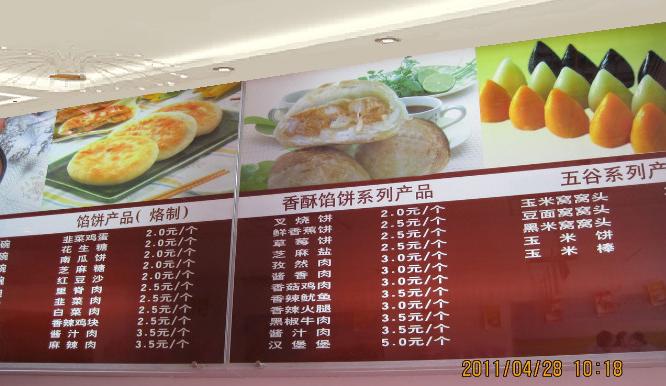 碗
碗
碗
碗
馅饼产品( 烙制)
韭菜鸡蛋 2.0元/个
花生糖 2.0元/个
南瓜饼 2.0元/个
芝麻糖 2.0元/个
红豆沙 2.0元/个
里脊肉 2.5元/个
韭菜肉 2.5元/个
白菜肉 2.5元/个
香辣鸡块 2.5元/个
酱汁肉 3.5元/个
麻辣肉 3.5元/个
香酥馅饼系列产品
叉烧饼 2.0元/个
鲜香蕉饼 2.5元/个
草莓饼 2.5元/个
芝麻盐 2.5元/个
孜然肉 3.0元/个
酱香肉 3.0元/个
香菇鸡肉 3.0元/个
香辣鱿鱼 3.0元/个
香辣火腿 3.0元/个
黑椒牛肉 3.5元/个
酱汁肉 3.5元/个
汉堡堡 5.0元/个
五谷系列产
玉米窝窝头
豆面窝窝头
黑米窝窝头
玉米饼
玉米棒
2011/04/28 10:18